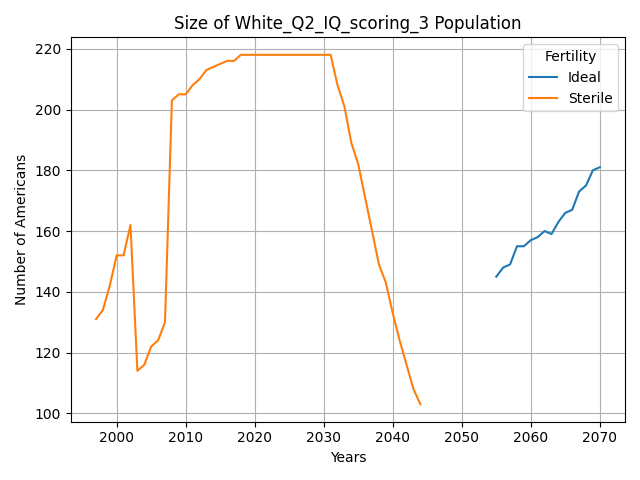 Size of White_Q2_IQ_scoring_3 Population
Number of Americans
220
200
180
160
140
120
100
Fertility
Ideal
Sterile
2000 2010 2020 2030 2040 2050 2060 2070
Years